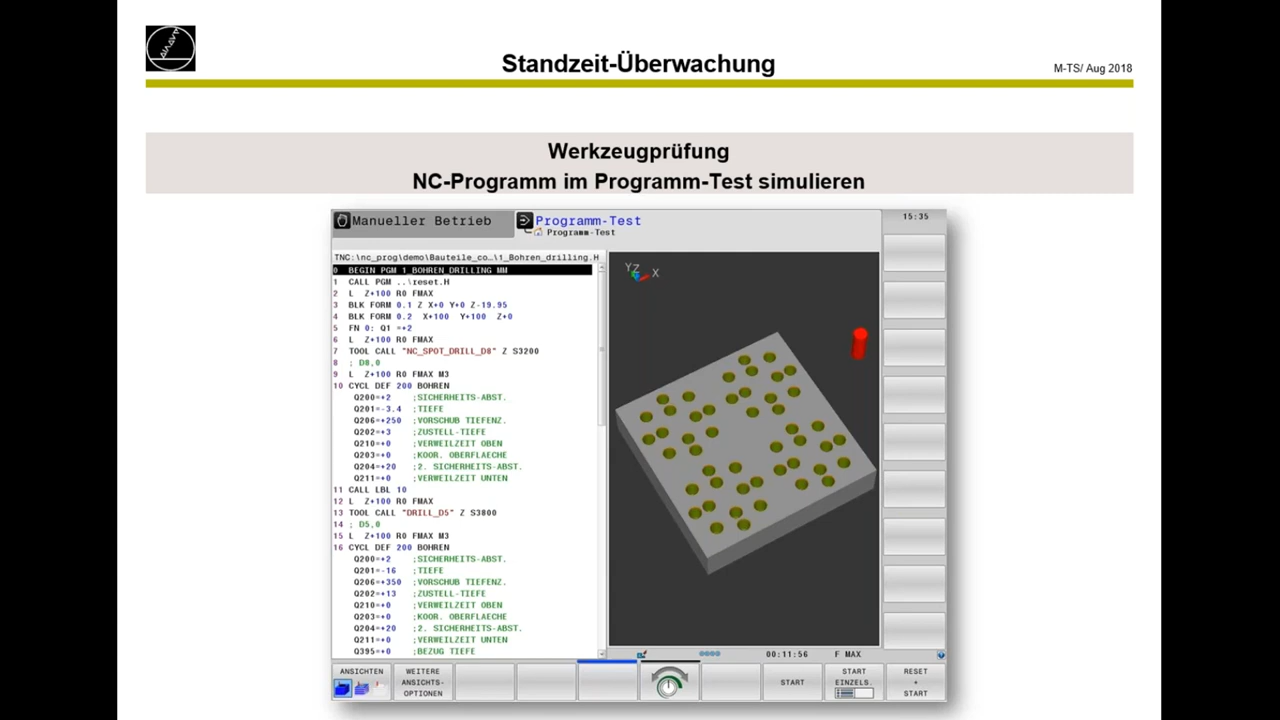 Standzeit-Überwachung
M-TS/ Aug 2018
Werkzeugprüfung
NC-Programm im Programm-Test simulieren
Manueller Betrieb
Programm-Test
Programm-Test
15:35
TNC:\nc_prog\demo\Bauteile_co…\1_Bohren_drilling.H
0 BEGIN PGM 1_BOHREN_DRILLING MM
1 CALL PGM ..\reset.H
2 L Z+100 R0 FMAX
3 BLK FORM 0.1 Z X+0 Y+0 Z-19.95
4 BLK FORM 0.2 X+100 Y+100 Z+0
5 FN 0: Q1 =+2
6 L Z+100 R0 FMAX
7 TOOL CALL "NC_SPOT_DRILL_D8" Z S3200
8 ; D8,0
9 L Z+100 R0 FMAX M3
10 CYCL DEF 200 BOHREN
Q200=+2 ;SICHERHEITS-ABST.
Q201=-3.4 ;TIEFE
Q206=+250 ;VORSCHUB TIEFENZ.
Q202=+3 ;ZUSTELL-TIEFE
Q210=+0 ;VERWEILZEIT OBEN
Q203=+0 ;KOOR. OBERFLAECHE
Q204=+20 ;2. SICHERHEITS-ABST.
Q211=+0 ;VERWEILZEIT UNTEN
11 CALL LBL 10
12 L Z+100 R0 FMAX
13 TOOL CALL "DRILL_D5" Z S3800
14 ; D5,0
15 L Z+100 R0 FMAX M3
16 CYCL DEF 200 BOHREN
Q200=+2 ;SICHERHEITS-ABST.
Q201=-16 ;TIEFE
Q206=+350 ;VORSCHUB TIEFENZ.
Q202=+13 ;ZUSTELL-TIEFE
Q210=+0 ;VERWEILZEIT OBEN
Q203=+0 ;KOOR. OBERFLAECHE
Q204=+20 ;2. SICHERHEITS-ABST.
Q211=+0 ;VERWEILZEIT UNTEN
Q395=+0 ;BEZUG TIEFE
YZ X
00:11:56 F MAX
ANSICHTEN
WEITERE
ANSICHTS-
OPTIONEN
START
START
EINZELS.
RESET
+
START